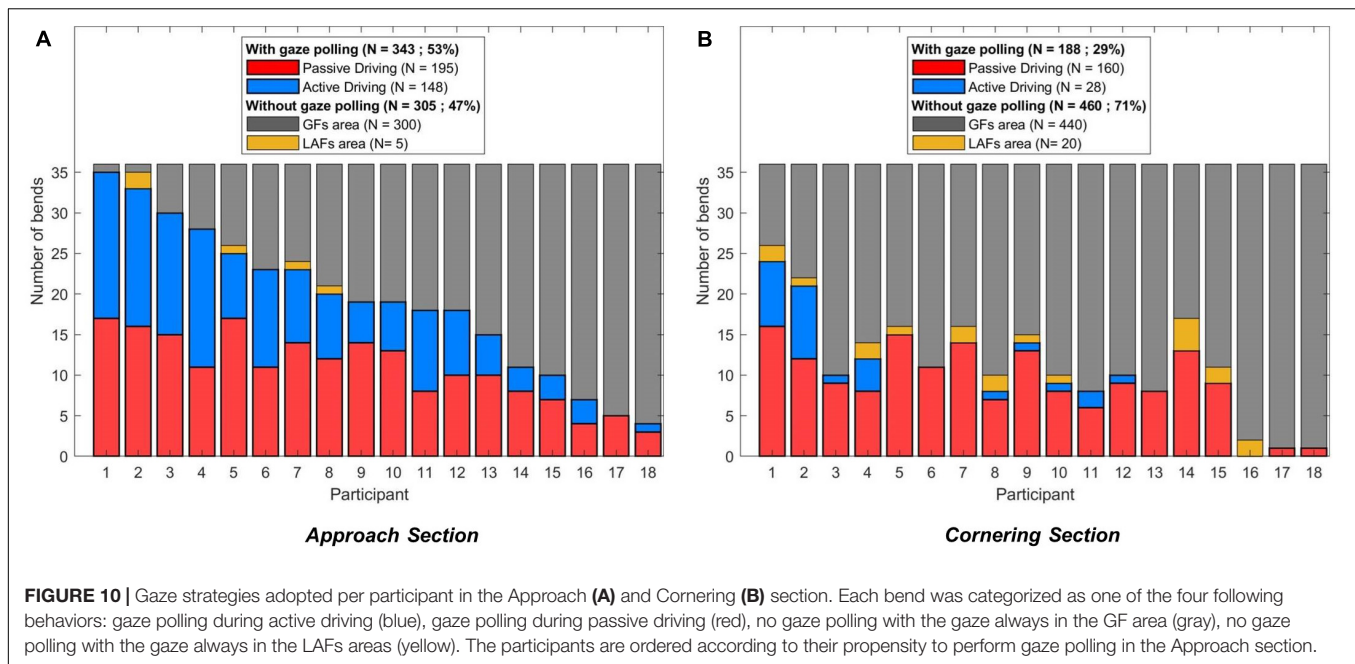 A
With gaze polling (N = 343 ; 53%)
Passive Driving (N = 195)
Active Driving (N = 148)
Without gaze polling (N = 305 ; 47%)
GFs area (N = 300)
LAFs area (N= 5)
Number of bends
35
30
25
20
15
10
5
0
1 2 3 4 5 6 7 8 9 10 11 12 13 14 15 16 17 18
Participant
Approach Section
B
With gaze polling (N = 188 ; 29%)
Passive Driving (N = 160)
Active Driving (N = 28)
Without gaze polling (N = 460 ; 71%)
GFs area (N = 440)
LAFs area (N= 20)
Number of bends
35
30
25
20
15
10
5
0
1 2 3 4 5 6 7 8 9 10 11 12 13 14 15 16 17 18
Participant
Cornering Section
FIGURE 10 | Gaze strategies adopted per participant in the Approach (A) and Cornering (B) section. Each bend was categorized as one of the four following
behaviors: gaze polling during active driving (blue), gaze polling during passive driving (red), no gaze polling with the gaze always in the GF area (gray), no gaze
polling with the gaze always in the LAFs areas (yellow). The participants are ordered according to their propensity to perform gaze polling in the Approach section.